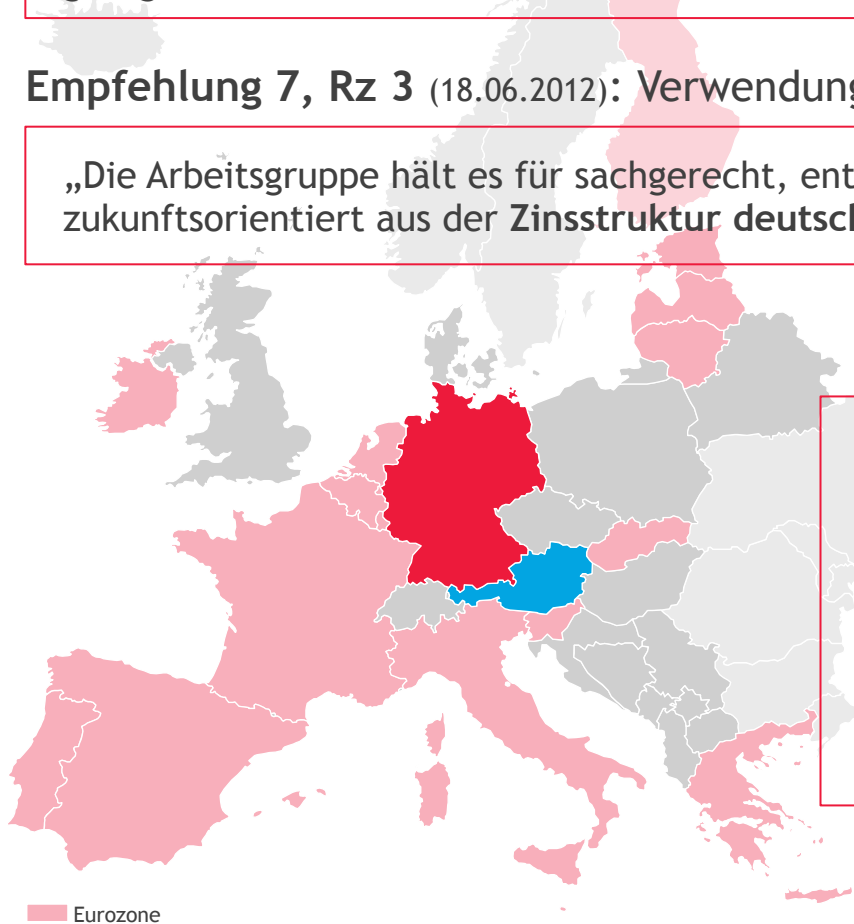 Empfehlung 7, Rz 3 (18.06.2012): Verwendung
„Die Arbeitsgruppe hält es für sachgerecht, ent
zukunftsorientiert aus der Zinsstruktur deutsch
Eurozone